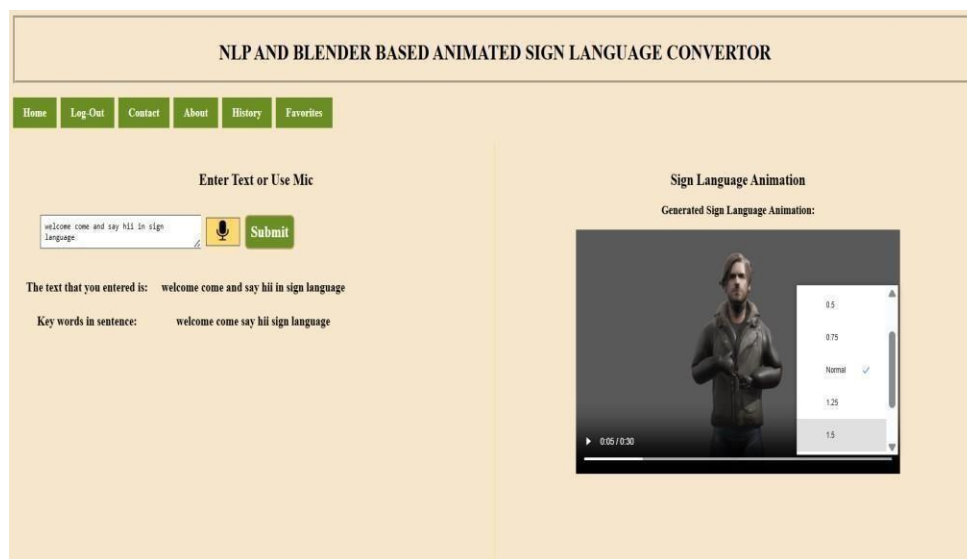 NLP AND BLENDER BASED ANIMATED SIGN LANGUAGE CONVERTOR
Home Log-Out Contact About History Favorites
Enter Text or Use Mic
welcome come and say hii in sign
language
Submit
The text that you entered is: welcome come and say hii in sign language
Key words in sentence: welcome come say hii sign language
Sign Language Animation
Generated Sign Language Animation:
0.5
0.75
Normal
1.25
1.5
0:05 / 0:30